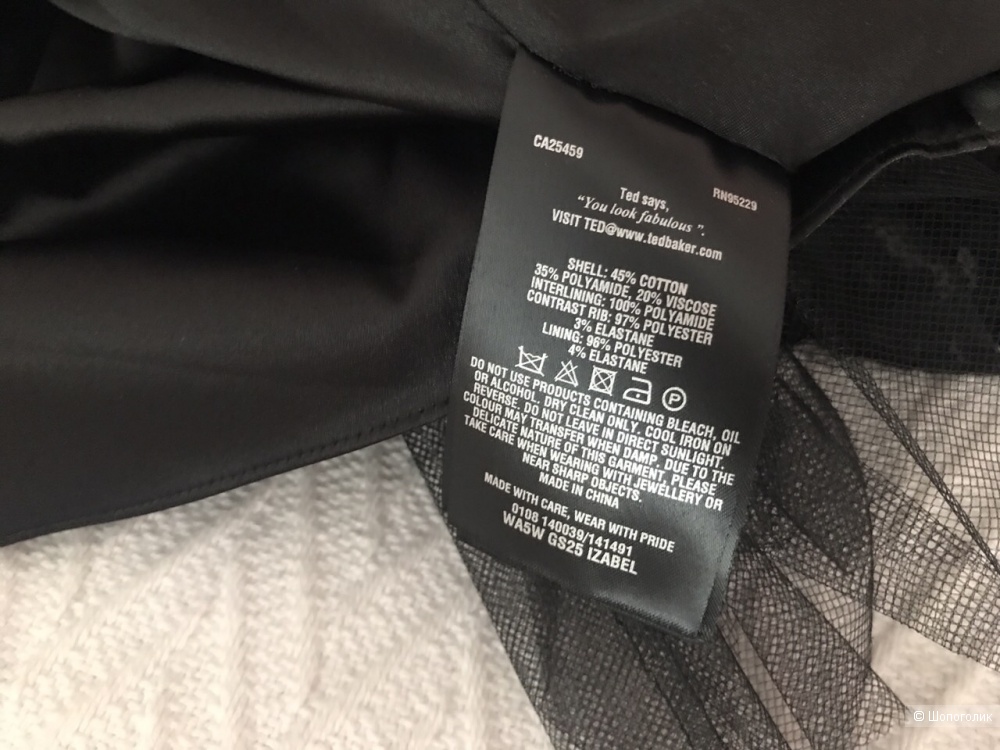 CA25459
RN95229
Ted says,
“You look fabulous ”.
VISIT TED@www.tedbaker.com
SHELL: 45% COTTON
35% POLYAMIDE, 20% VISCOSE
INTERLINING: 100% POLYAMIDE
CONTRAST RIB: 97% POLYESTER
3% ELASTANE
LINING: 96% POLYESTER
4% ELASTANE
P
DO NOT USE PRODUCTS CONTAINING BLEACH, OIL
OR ALCOHOL. DRY CLEAN ONLY. COOL IRON ON
REVERSE. DO NOT LEAVE IN DIRECT SUNLIGHT.
COLOUR MAY TRANSFER WHEN DAMP. DUE TO THE
DELICATE NATURE OF THIS GARMENT, PLEASE
TAKE CARE WHEN WEARING WITH JEWELLERY OR
NEAR SHARP OBJECTS.
MADE IN CHINA
MADE WITH CARE, WEAR WITH PRIDE
0108 140039/141491
WA5W GS25 IZABEL
© Шопоголик